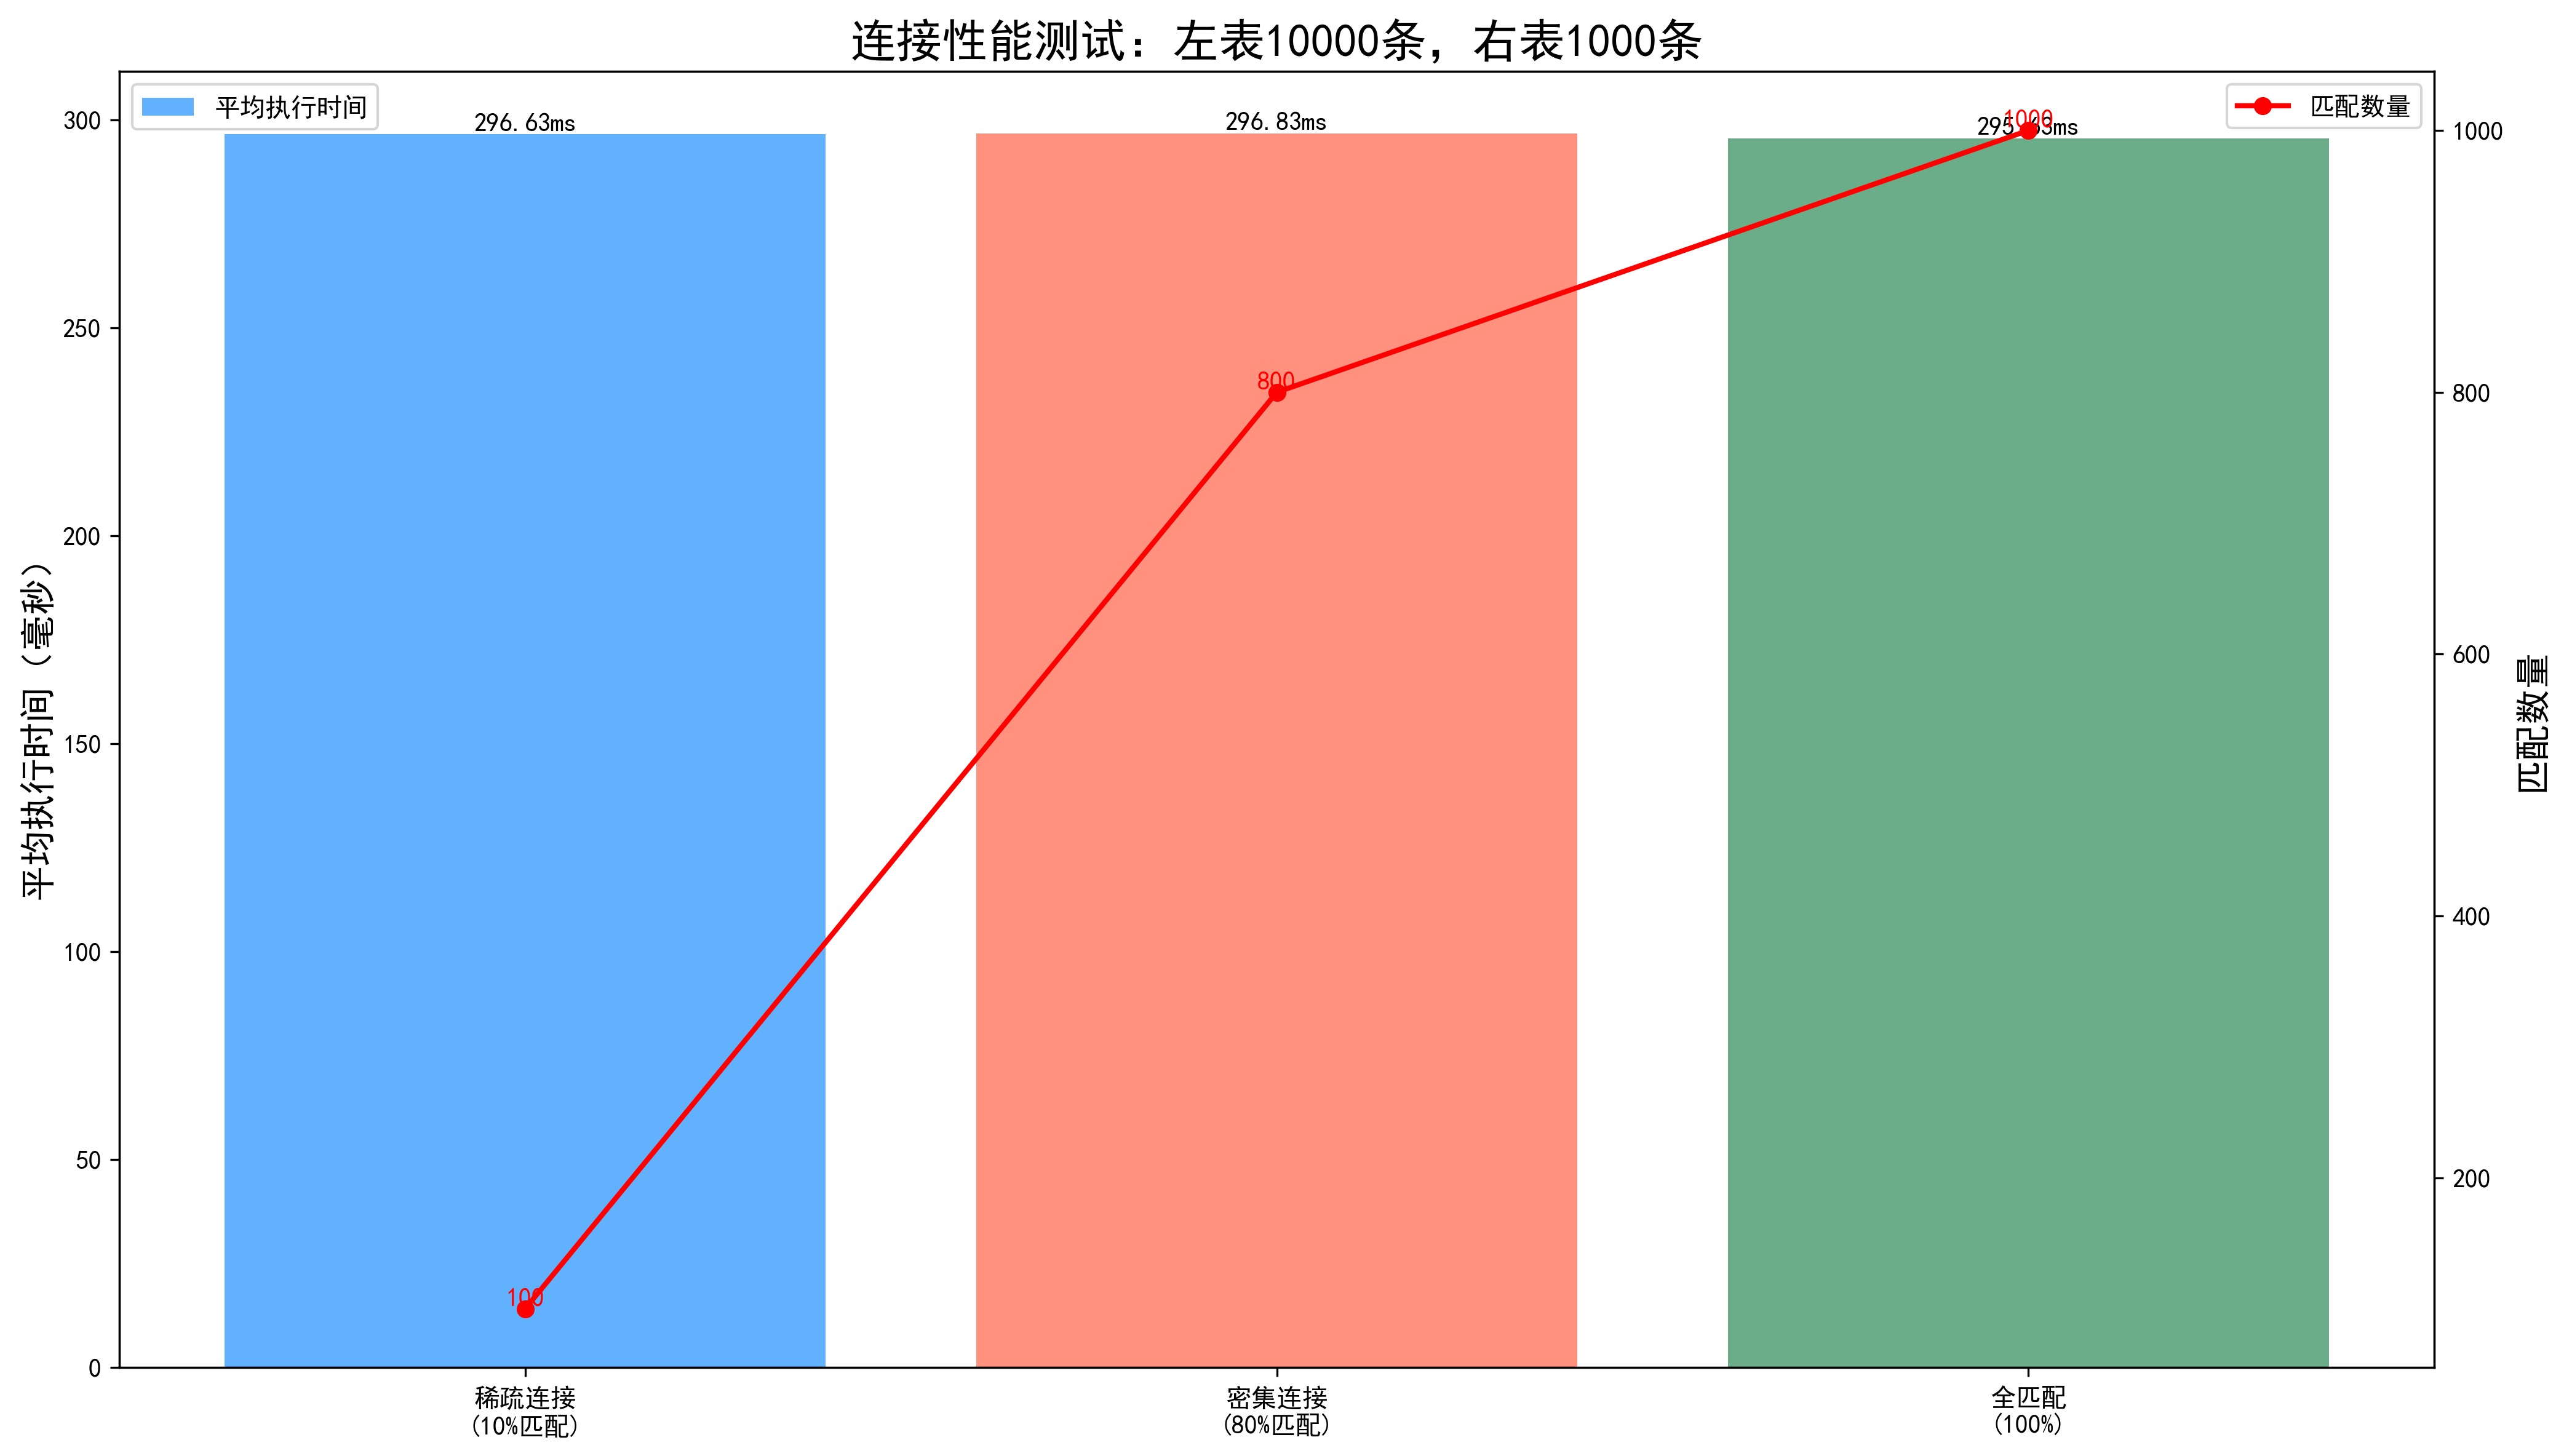 连接性能测试：左表10000条，右表1000条
平均执行时间
匹配数量
296.63ms
296.83ms
1000
800
100
平均执行时间（毫秒）
300
250
200
150
100
50
0
匹配数量
1000
800
600
400
200
稀疏连接
(10%匹配)
密集连接
(80%匹配)
全匹配
(100%)